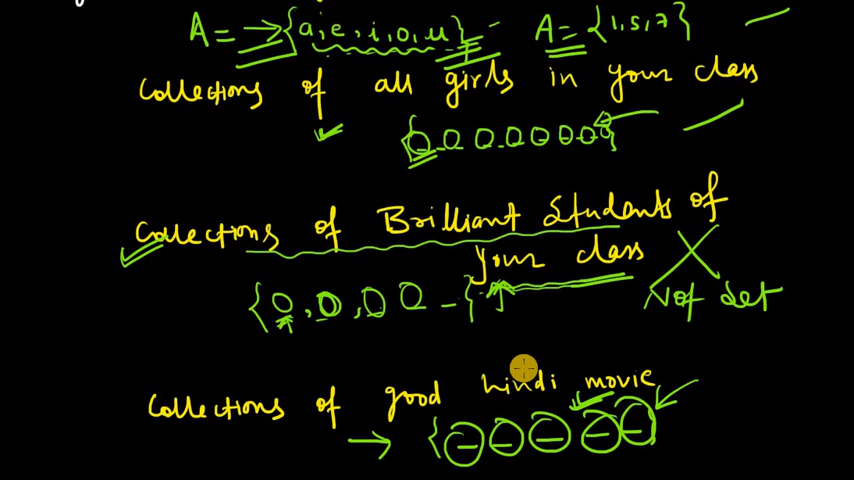 A = → {a, e, i, o, u} A = {1, 5, 7}
Collections of all girls in your class
Collections of Brilliant Students of
your class
Not set
Collections of good hindi movie